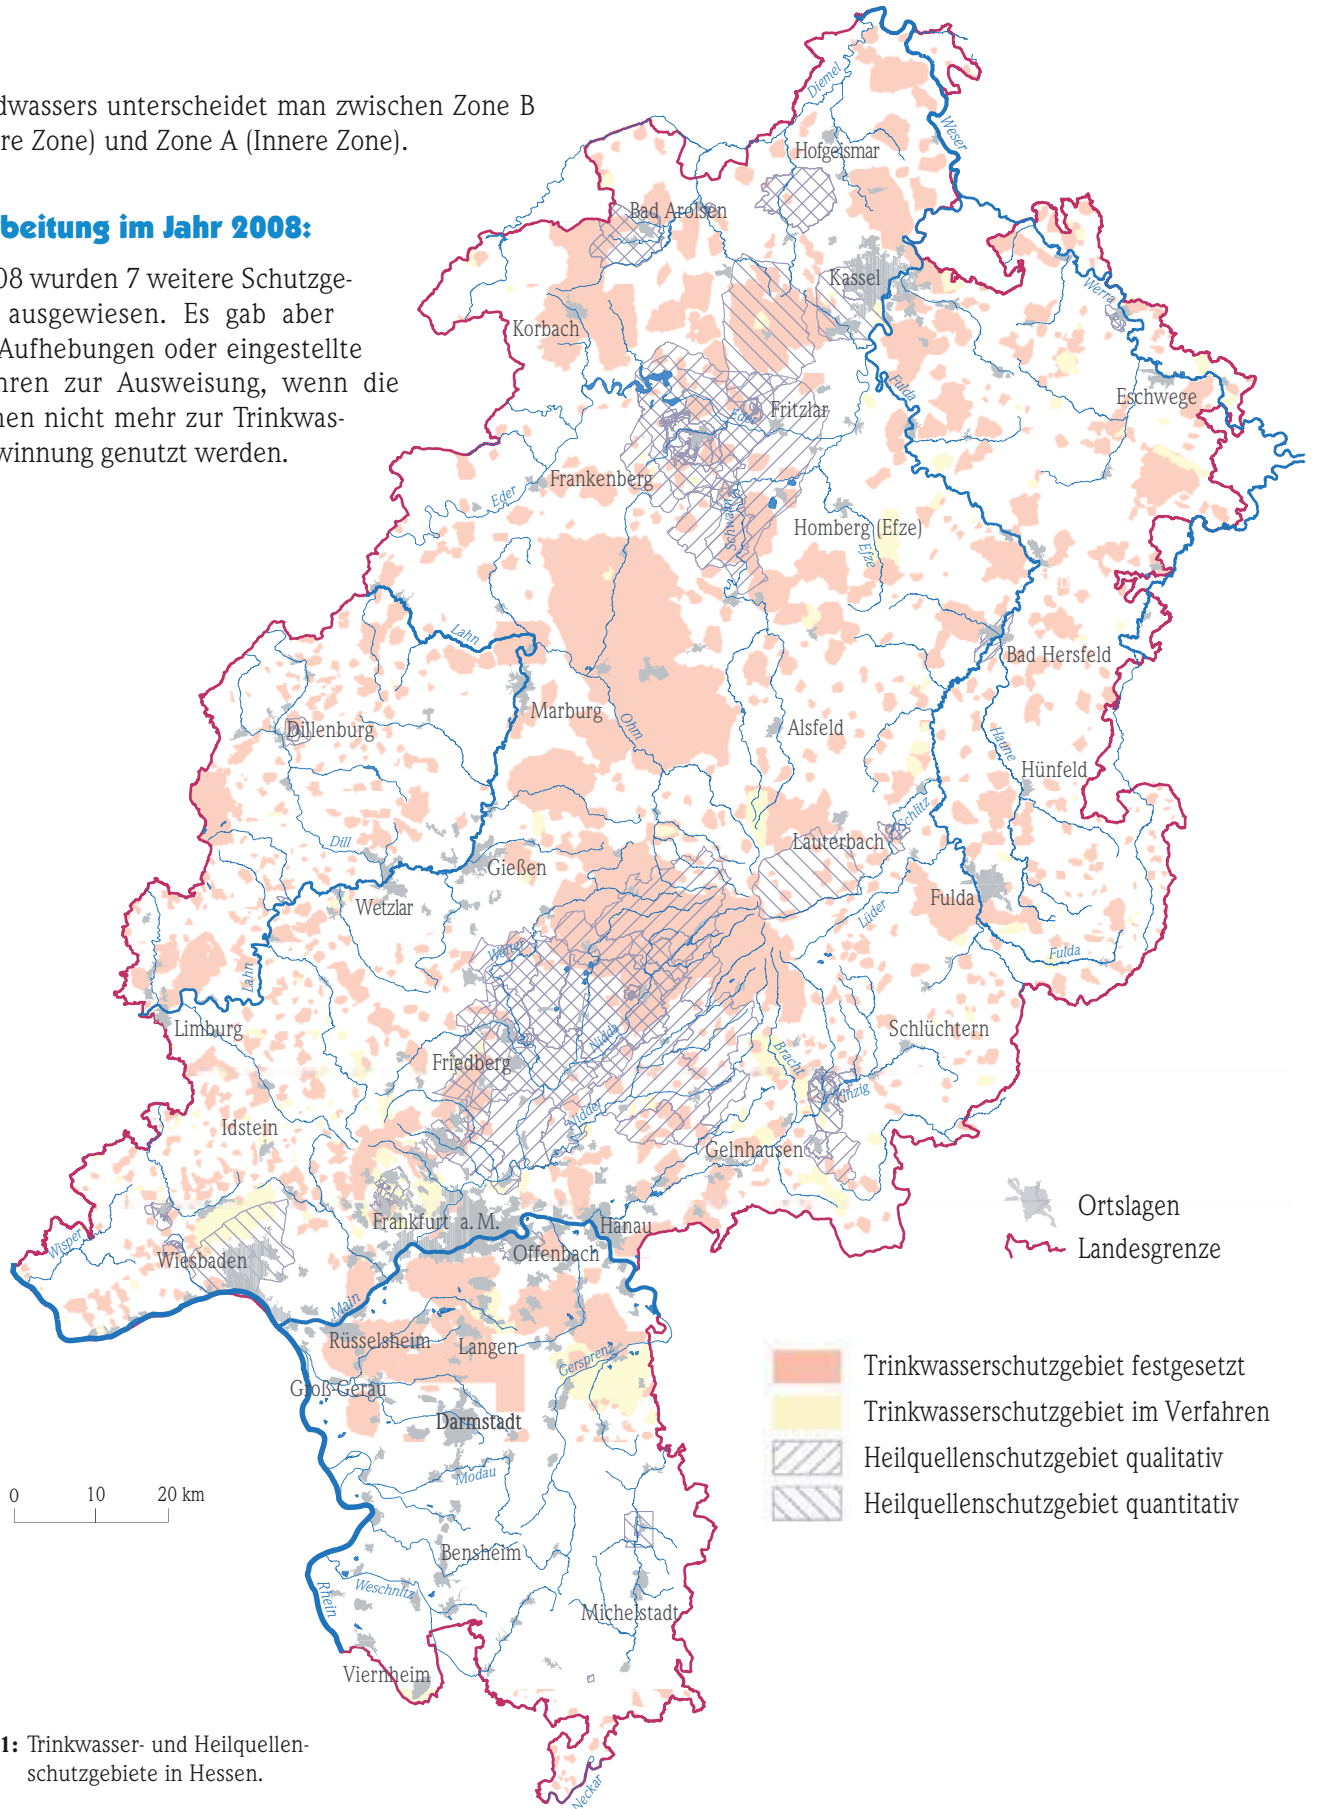 dwassers unterscheidet man zwischen Zone B
re Zone) und Zone A (Innere Zone).
beitung im Jahr 2008:
08 wurden 7 weitere Schutzge-
ausgewiesen. Es gab aber
Aufhebungen oder eingestellte
hren zur Ausweisung, wenn die
nen nicht mehr zur Trinkwas-
winnung genutzt werden.
Diemel
Weser
Hofgeismar
Bad Arolsen
Kassel
Werra
Korbach
Fulda
Eschwege
Eder
Fritzlar
Frankenberg
Eder
Schwalm
Homberg (Efze)
Efze
Lahn
Bad Hersfeld
Marburg
Ohm
Dillenburg
Alsfeld
Haune
Hünfeld
Schlitz
Lauterbach
Dill
Gießen
Wetzlar
Fulda
Lüder
Wetter
Fulda
Lahn
Limburg
Schlüchtern
Nidda
Friedberg
Bracht
Kinzig
Nidder
Idstein
Gelnhausen
Ortslagen
Frankfurt a. M.
Hanau
Wisper
Offenbach
Landesgrenze
Wiesbaden
Main
Rüsselsheim
Langen
Gersprenz
Trinkwasserschutzgebiet festgesetzt
Groß-Gerau
Trinkwasserschutzgebiet im Verfahren
Darmstadt
Heilquellenschutzgebiet qualitativ
Modau
0 10 20 km
Heilquellenschutzgebiet quantitativ
Bensheim
Rhein
Weschnitz
Michelstadt
Viernheim
1: Trinkwasser- und Heilquellen-
schutzgebiete in Hessen.
Neckar